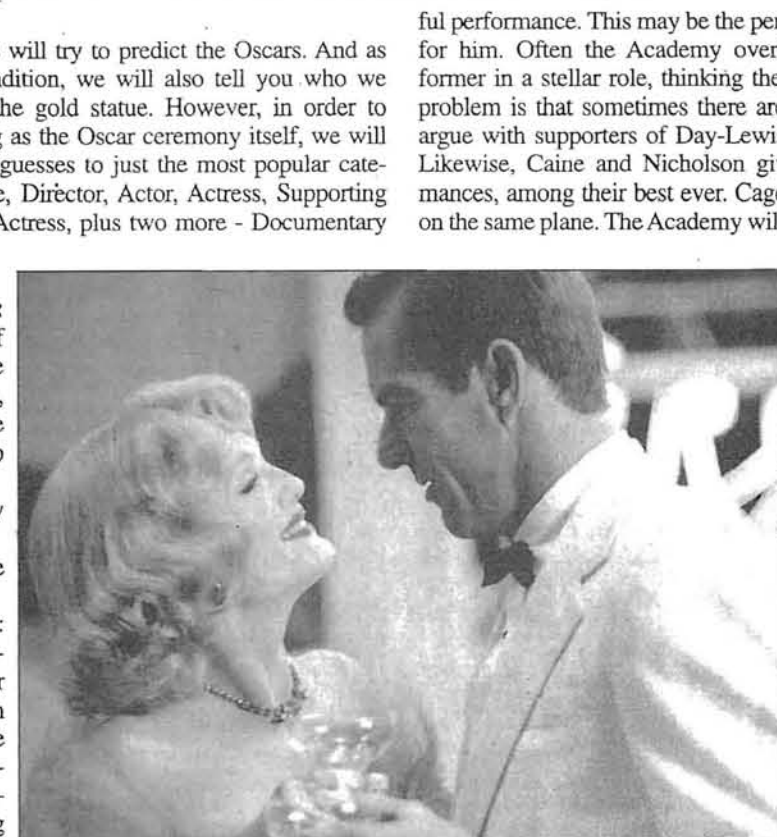 will try to predict the Oscars. And as
dition, we will also tell you who we
he gold statue. However, in order to
as the Oscar ceremony itself, we will
guesses to just the most popular cate-
e, Director, Actor, Actress, Supporting
Actress, plus two more - Documentary
ful performance. This may be the per
for him. Often the Academy over
former in a stellar role, thinking the
problem is that sometimes there ar
argue with supporters of Day-Lewi
Likewise, Caine and Nicholson gi
mances, among their best ever. Cage
on the same plane. The Academy wil